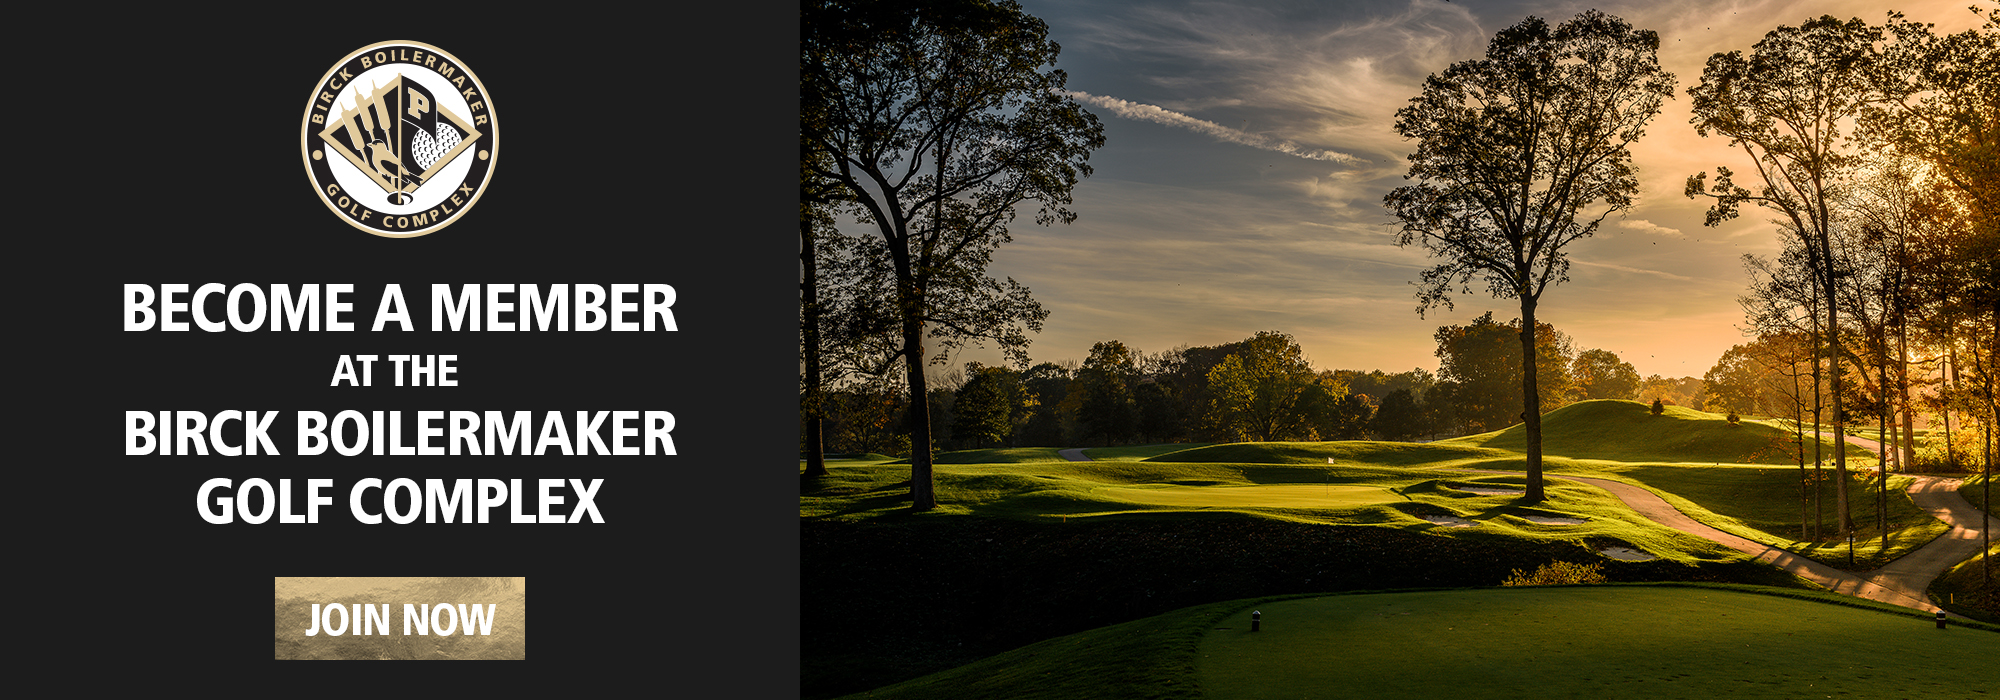 BIRCK BOILERMAKER
P
GOLF COMPLEX
BECOME A MEMBER
AT THE
BIRCK BOILERMAKER
GOLF COMPLEX
JOIN NOW